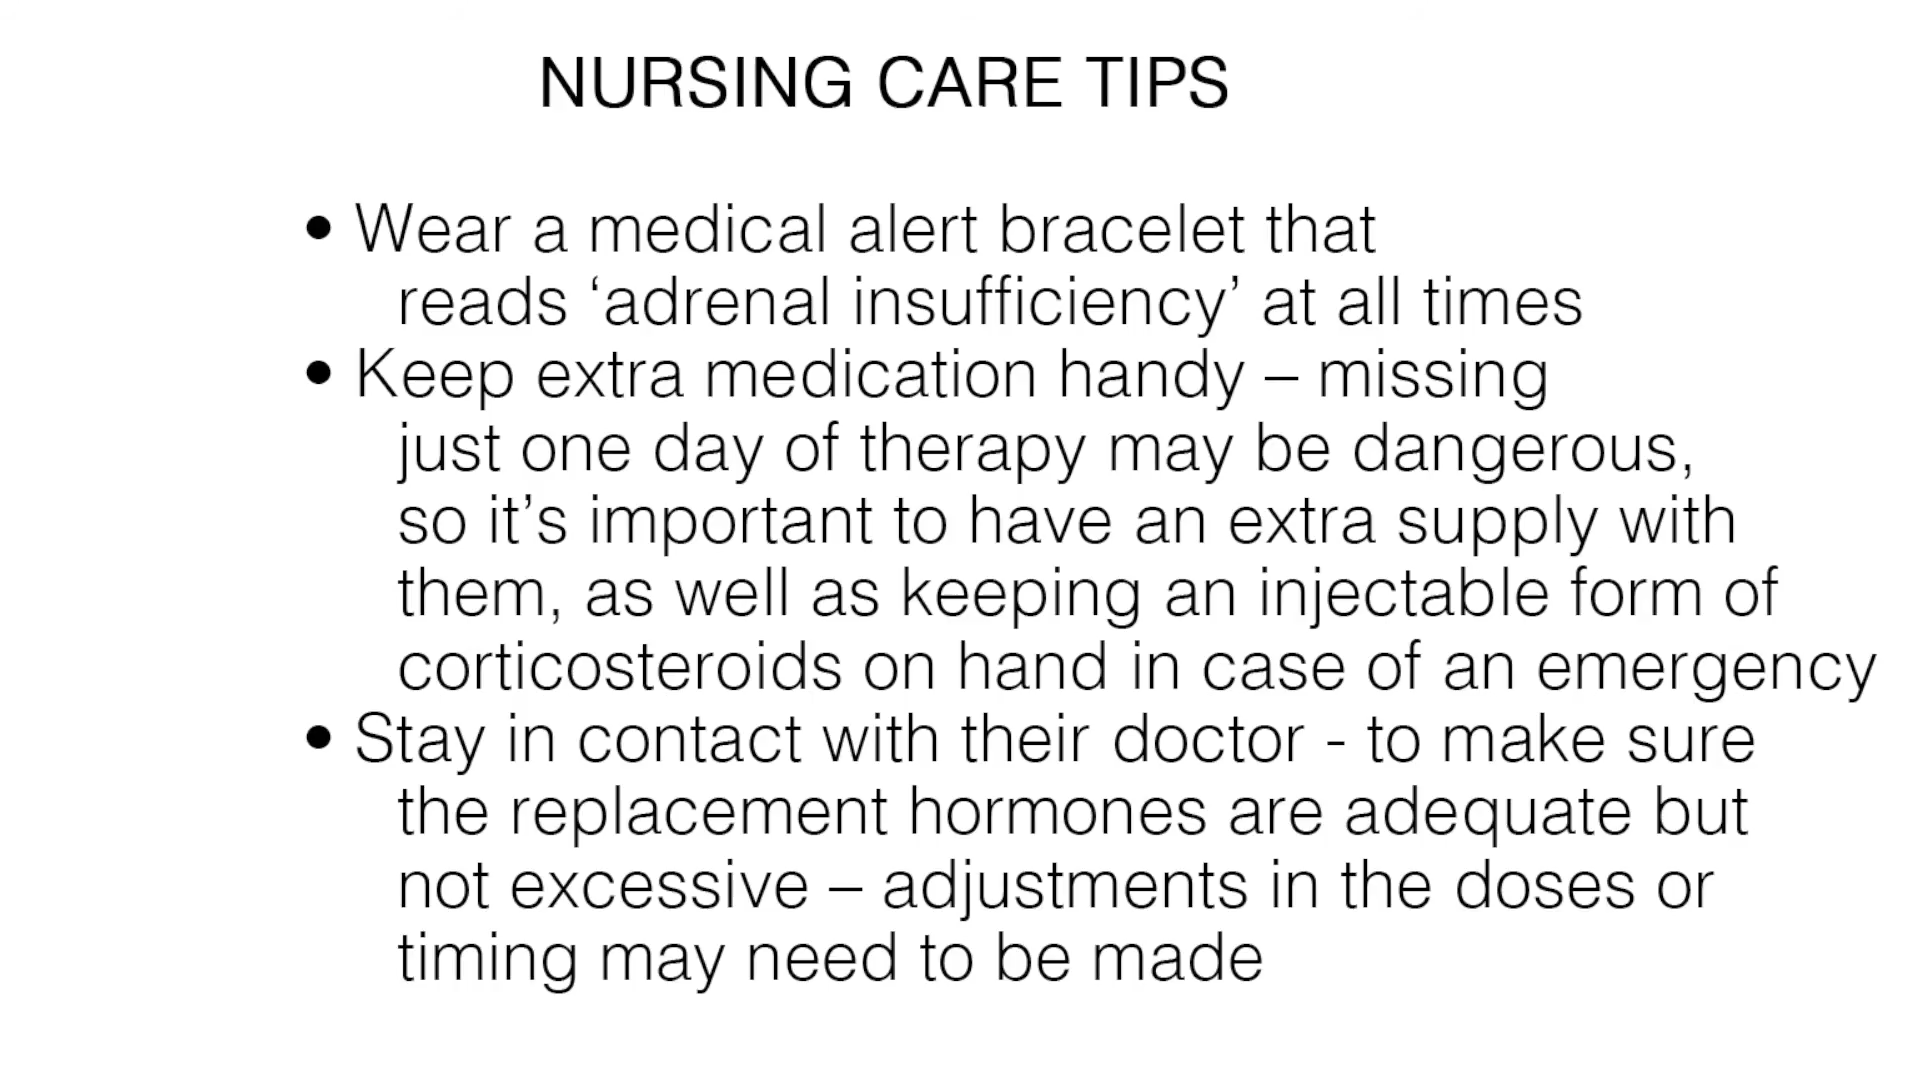 NURSING CARE TIPS
• Wear a medical alert bracelet that
reads ‘adrenal insufficiency’ at all times
• Keep extra medication handy – missing
just one day of therapy may be dangerous,
so it’s important to have an extra supply with
them, as well as keeping an injectable form of
corticosteroids on hand in case of an emergency
• Stay in contact with their doctor - to make sure
the replacement hormones are adequate but
not excessive – adjustments in the doses or
timing may need to be made